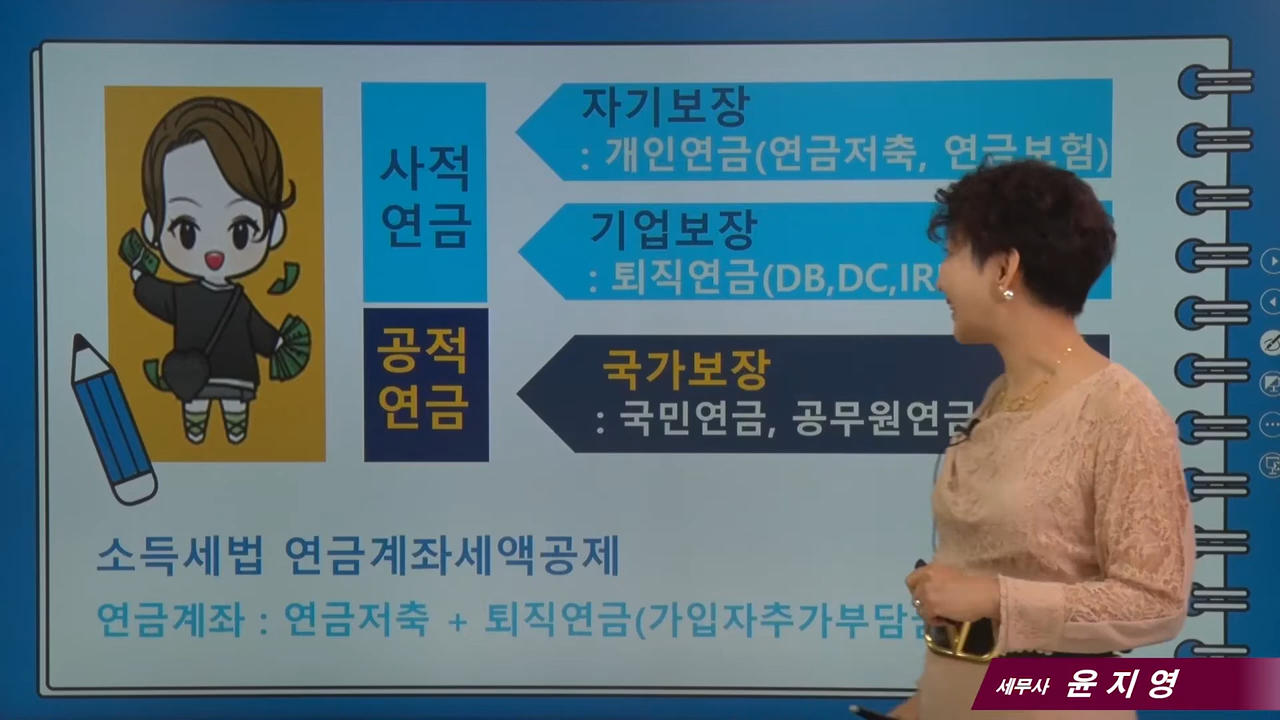 사적
연금
자기보장
: 개인연금(연금저축, 연금보험)
기업보장
: 퇴직연금(DB,DC,
공적
연금
국가보장
: 국민연금, 공무원연금
소득세법 연금계좌세액공제
연금계좌 : 연금저축 + 퇴직연금(가입자추가부담
세무사 윤지영